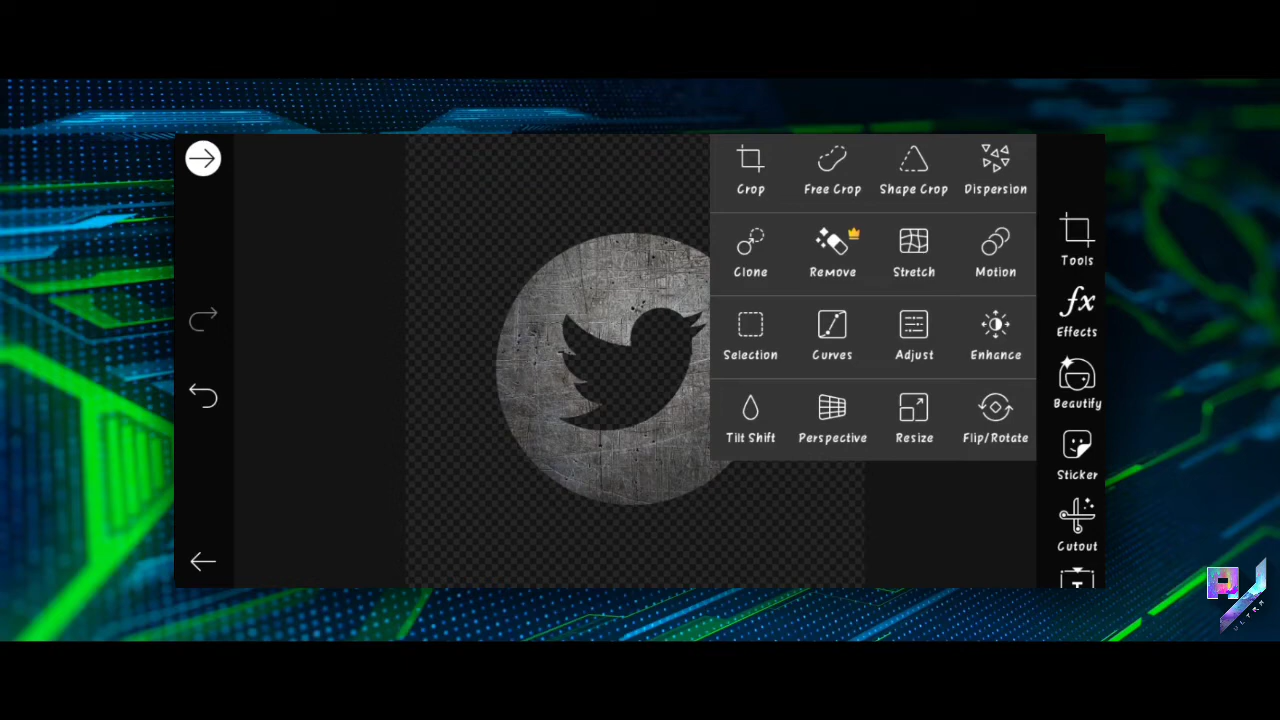 Crop Free Crop Shape Crop Dispersion
Clone Remove Stretch Motion
Selection Curves Adjust Enhance
Tilt Shift Perspective Resize Flip/Rotate
Tools
Effects
Beautify
Sticker
Cutout
T
ULTRA